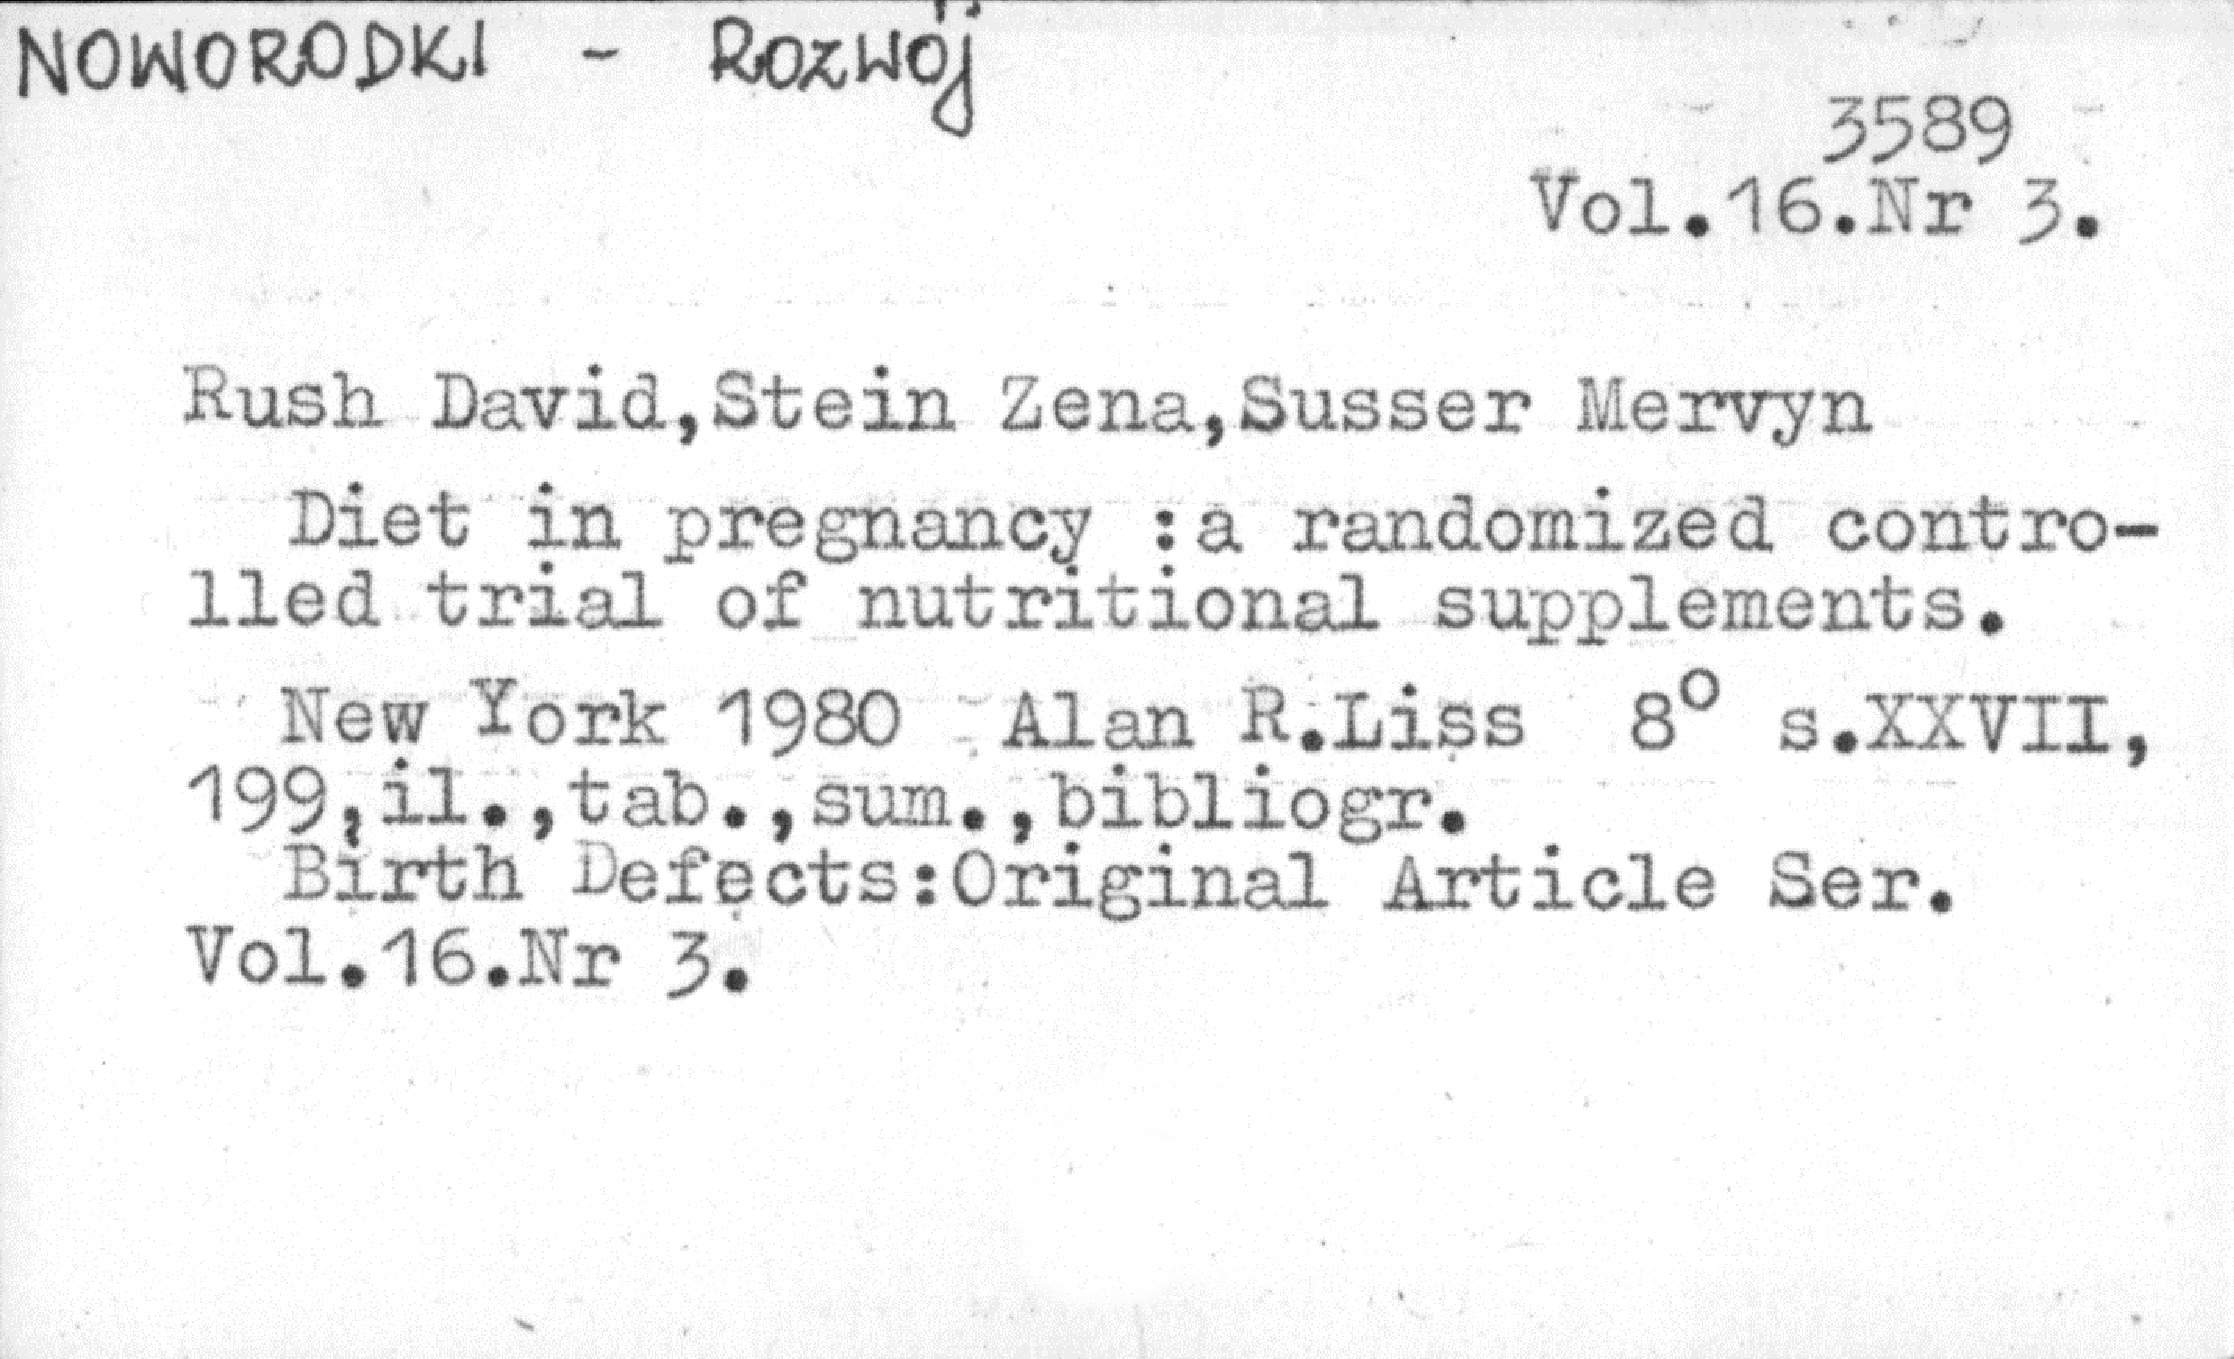 NOWORODKI - Rozwój
3589
Vol.16.Nr 3.
Rush David,Stein Zena,Susser Mervyn
Diet in pregnancy :a randomized contro-
lled trial of nutritional supplements.
New York 1980 Alan R.Liss 8° s.XXVII,
199,il.,tab.,sum.,bibliogr.
Birth Defects:Original Article Ser.
Vol.16.Nr 3.